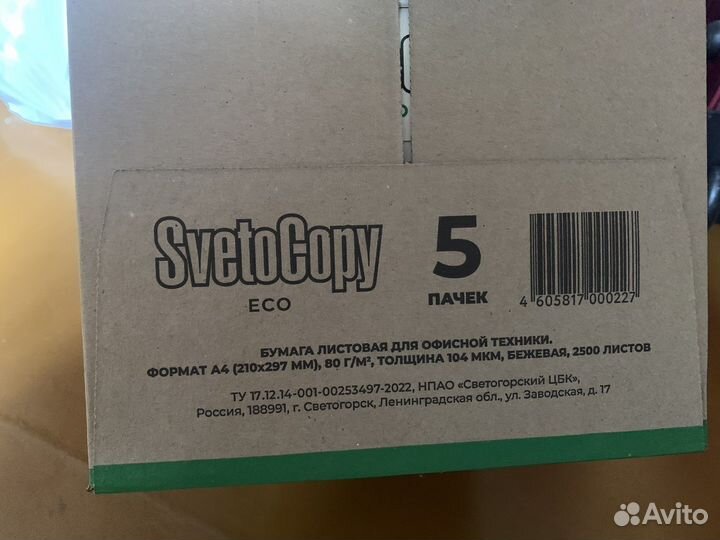 SvetoCopy
ECO
5
ПАЧЕК
4 605817 000227
БУМАГА ЛИСТОВАЯ ДЛЯ ОФИСНОЙ ТЕХНИКИ.
ФОРМАТ А4 (210x297 ММ), 80 Г/М², ТОЛЩИНА 104 МКМ, БЕЖЕВАЯ, 2500 ЛИСТОВ
ТУ 17.12.14-001-00253497-2022, НПАО «Светогорский ЦБК»,
Россия, 188991, г. Светогорск, Ленинградская обл., ул. Заводская, д. 17
Avito